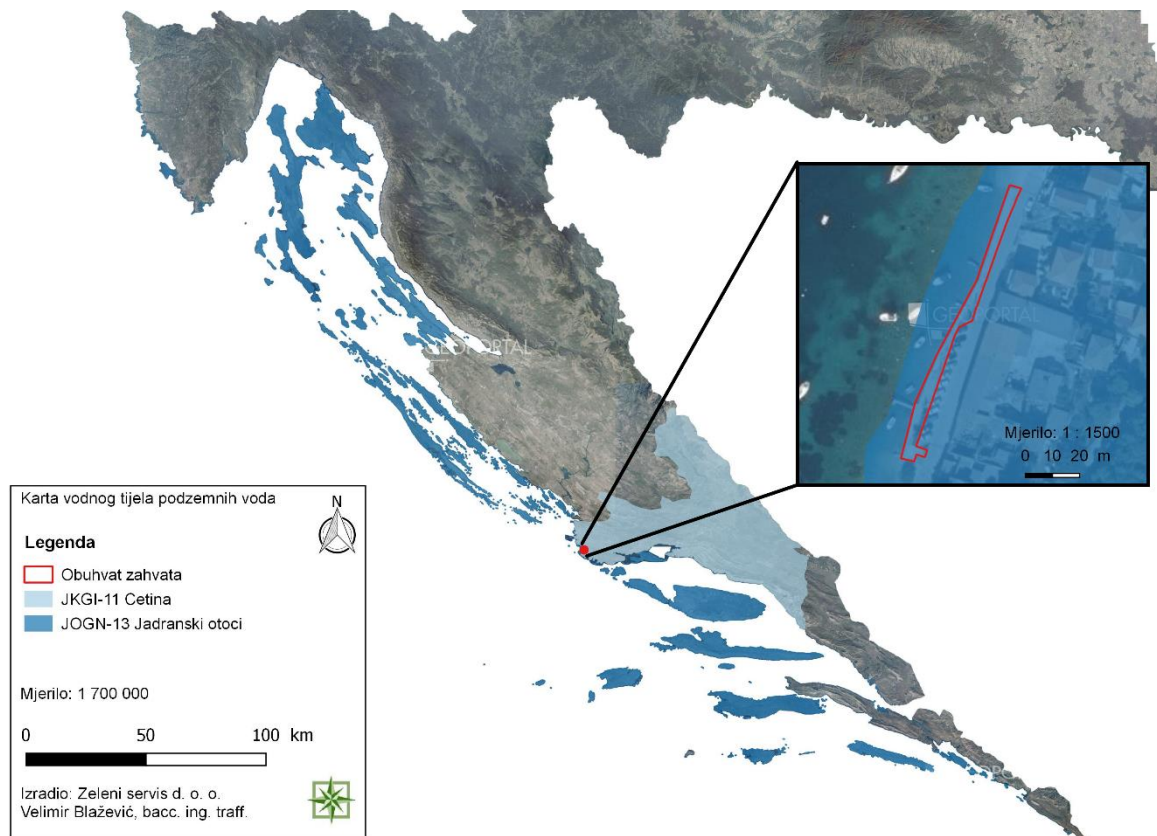 GEOPORTAL
Mjerilo: 1 : 1500
0 10 20 m
GEOPORTAL
Karta vodnog tijela podzemnih voda
N
Legenda
Obuhvat zahvata
JKGI-11 Cetina
JOGN-13 Jadranski otoci
Mjerilo: 1 700 000
0 50 100 km
Izradio: Zeleni servis d. o. o.
Velimir Blažević, bacc. ing. traff.